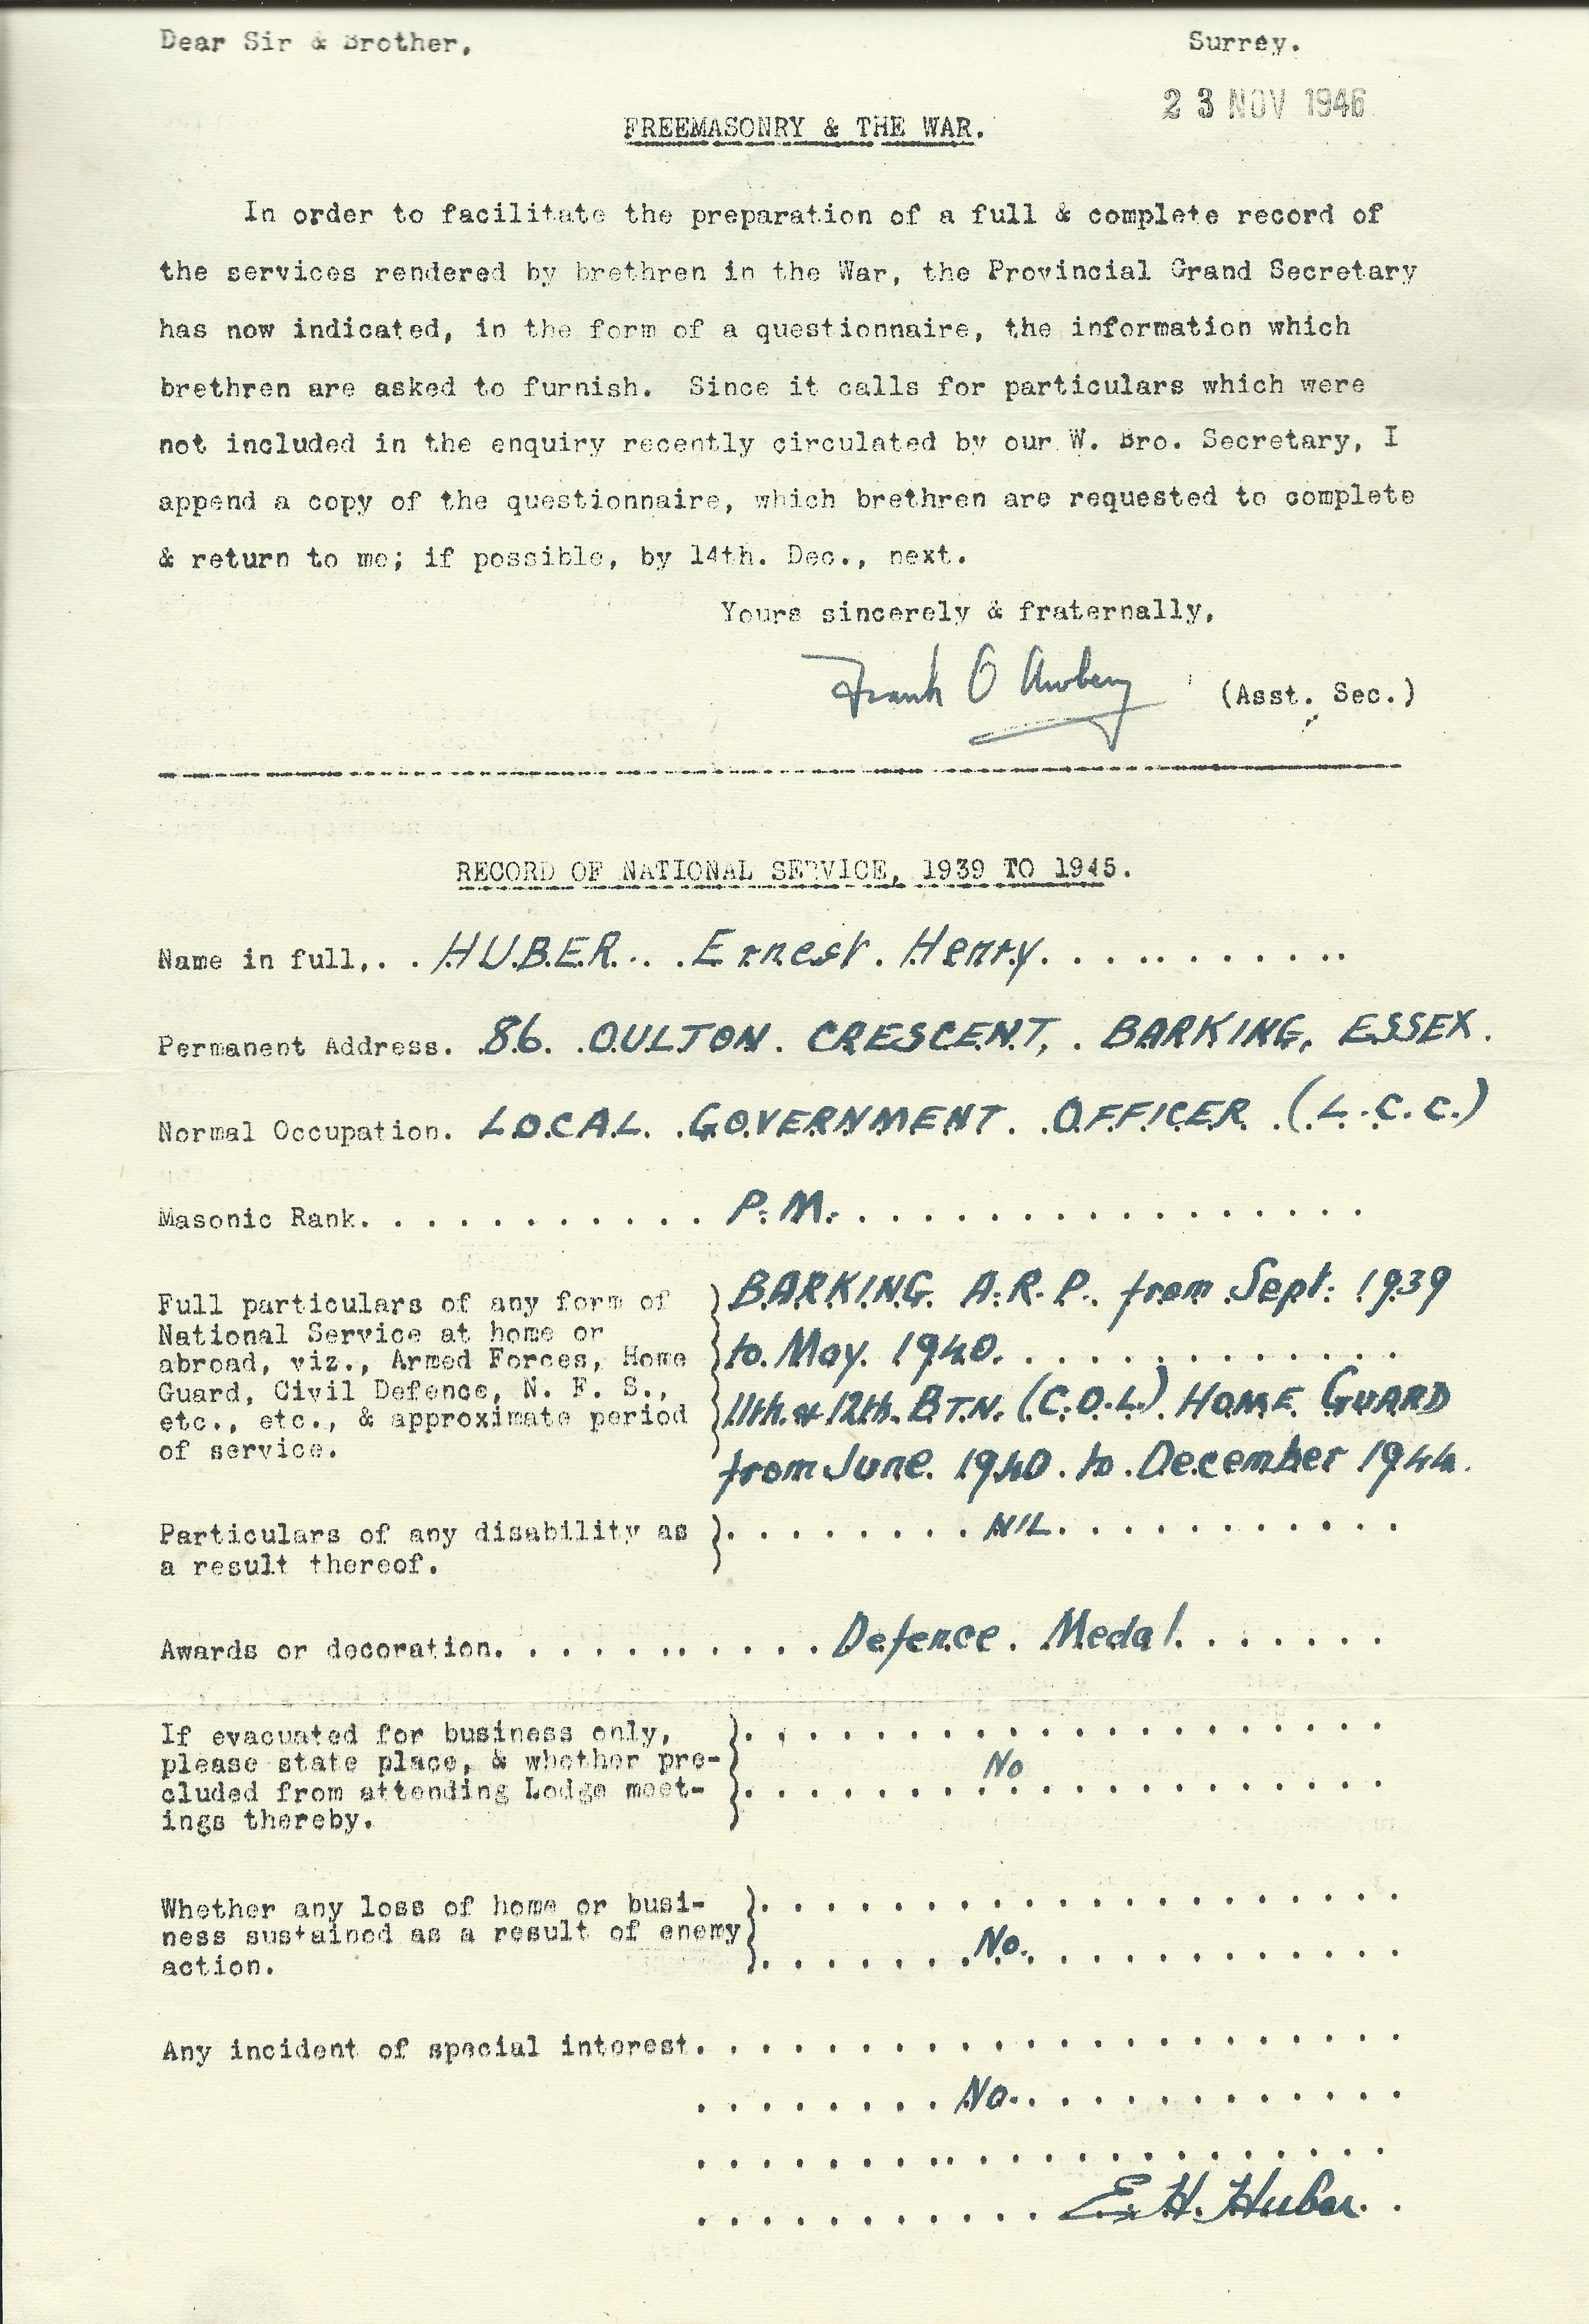 Dear Sir & Brother,
Surrey.
23 NOV 1946
FREEMASONRY & THE WAR.
In order to facilitate the preparation of a full & complete record of
the services rendered by brethren in the War, the Provincial Grand Secretary
has now indicated, in the form of a questionnaire, the information which
brethren are asked to furnish. Since it calls for particulars which were
not included in the enquiry recently circulated by our W. Bro. Secretary, I
append a copy of the questionnaire, which brethren are requested to complete
& return to me; if possible, by 14th. Dec., next.
Yours sincerely & fraternally,
Frank O (Asst. Sec.)
RECORD OF NATIONAL SERVICE, 1939 TO 1945.
Name in full,. . HUBER... .Ernest. Henry. . . . . . . . . . . .
Permanent Address. 86. OULTON. CRESCENT, . BARKING, ESSEX.
Normal Occupation. LOCAL. GOVERNMENT. OFFICER (L.C.C.)
Masonic Rank. . . . . . . . . . . . P.M. . . . . . . . . . . . . . . . . .
Full particulars of any form of } BARKING A.R.P. from Sept. 1939
National Service at home or
abroad, viz., Armed Forces, Home to May. 1940. . . . . . . . . . . . .
Guard, Civil Defence, N. F. S.,
etc., etc., & approximate period 11th. & 12th. BTN. (C.O.L.) HOME GUARD
of service. from June. 1940. to December 1944.
Particulars of any disability as }. . . . . . . . NIL. . . . . . . . . . . .
a result thereof.
Awards or decoration. . . . . . . . . . . . Defence. Medal. . . . . . .
If evacuated for business only, }. . . . . . . . . . . . . . . . . . . .
please state place, & whether pre- No
cluded from attending Lodge meet- . . . . . . . . . . . . . . . . . . . .
ings thereby.
Whether any loss of home or busi- }. . . . . . . . . . . . . . . . . . . .
ness sustained as a result of enemy . . . . . . . No. . . . . . . . . . . . .
action.
Any incident of special interest. . . . . . . . . . . . . . . . . . . . .
. . . . . . . . No. . . . . . . . . . . . .
. . . . . . . . . . . . . . . . . . . . .
. . . . . . . . . . . E.H. Huber. .